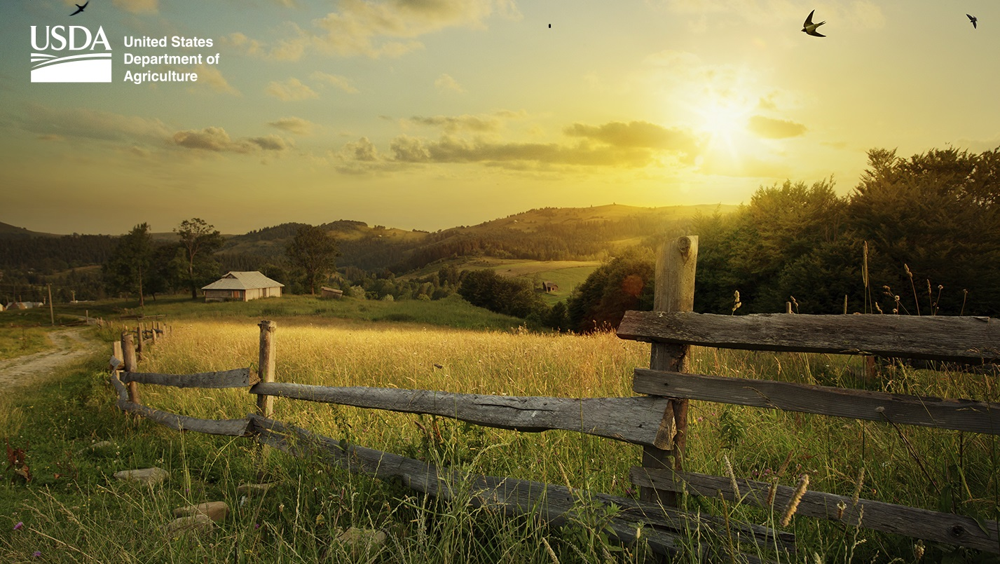 USDA
United States
Department of
Agriculture